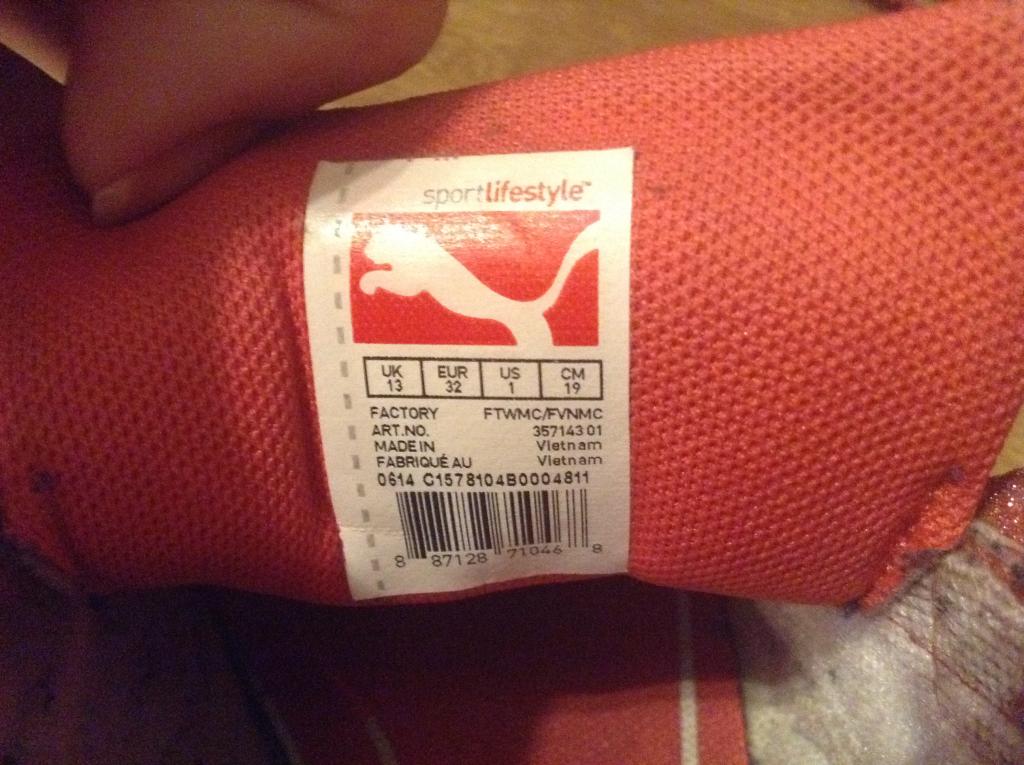 sportlifestyle™
UK EUR US CM
13 32 1 19
FACTORY FTWMC/FVNMC
ART.NO. 357143 01
MADE IN Vietnam
FABRIQUÉ AU Vietnam
0614 C1578104B0004811
8 87128 71046 8